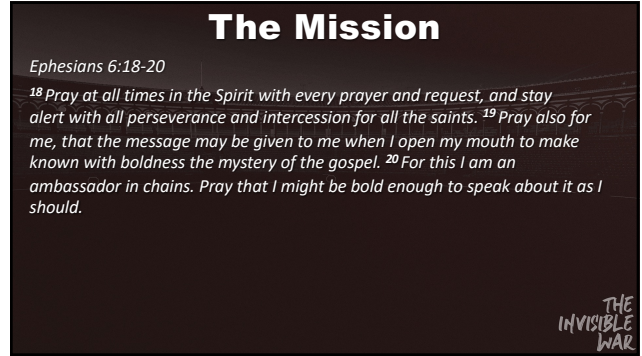 The Mission
Ephesians 6:18-20
18 Pray at all times in the Spirit with every prayer and request, and stay
alert with all perseverance and intercession for all the saints. 19 Pray also for
me, that the message may be given to me when I open my mouth to make
known with boldness the mystery of the gospel. 20 For this I am an
ambassador in chains. Pray that I might be bold enough to speak about it as I
should.
THE
INVISIBLE
WAR